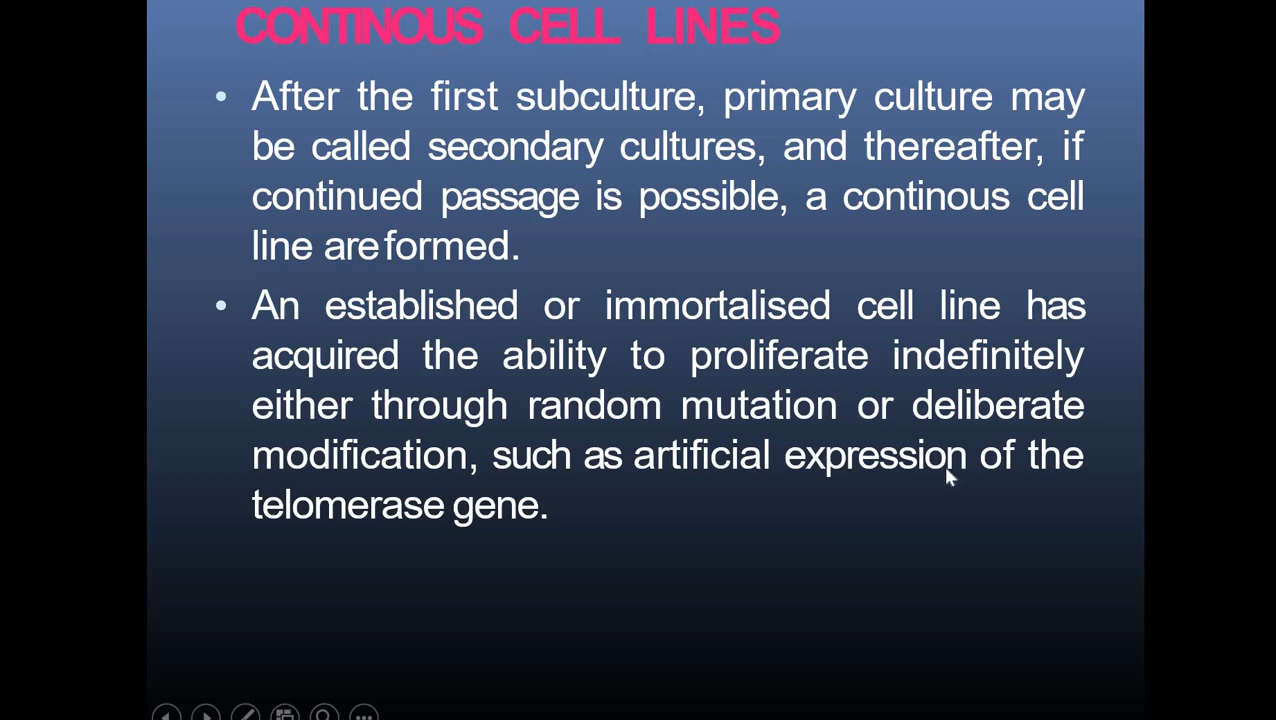 CONTINOUS CELL LINES
• After the first subculture, primary culture may
be called secondary cultures, and thereafter, if
continued passage is possible, a continous cell
line are formed.
• An established or immortalised cell line has
acquired the ability to proliferate indefinitely
either through random mutation or deliberate
modification, such as artificial expression of the
telomerase gene.